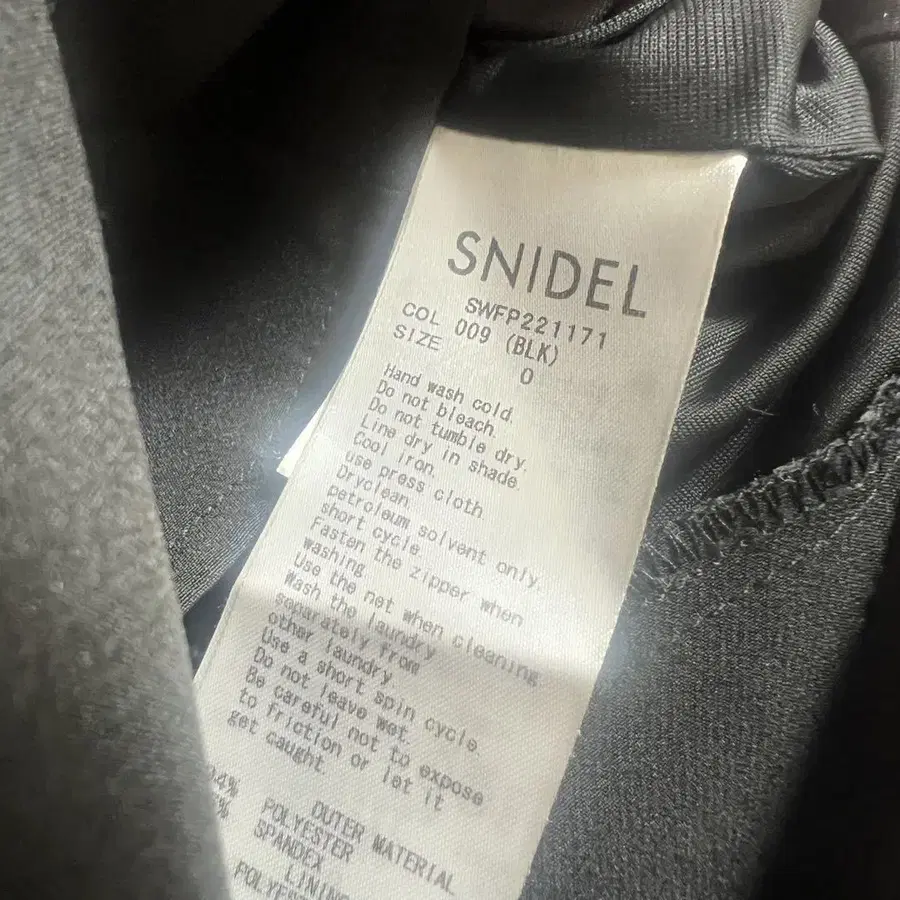 SNIDEL
SWFP221171
COL 009 (BLK)
SIZE 0
Hand wash cold.
Do not bleach.
Do not tumble dry.
Line dry in shade.
Cool iron.
use press cloth
Dryclean.
petroleum solvent only,
short cycle
Fasten the zipper when
washing
Use the net when cleaning
Wash the laundry
separately from
other laundry
Use a short spin cycle.
Do not leave wet.
Be careful not to expose
to friction or let it
get caught.
OUTER MATERIAL
POLYESTER
SPANDEX